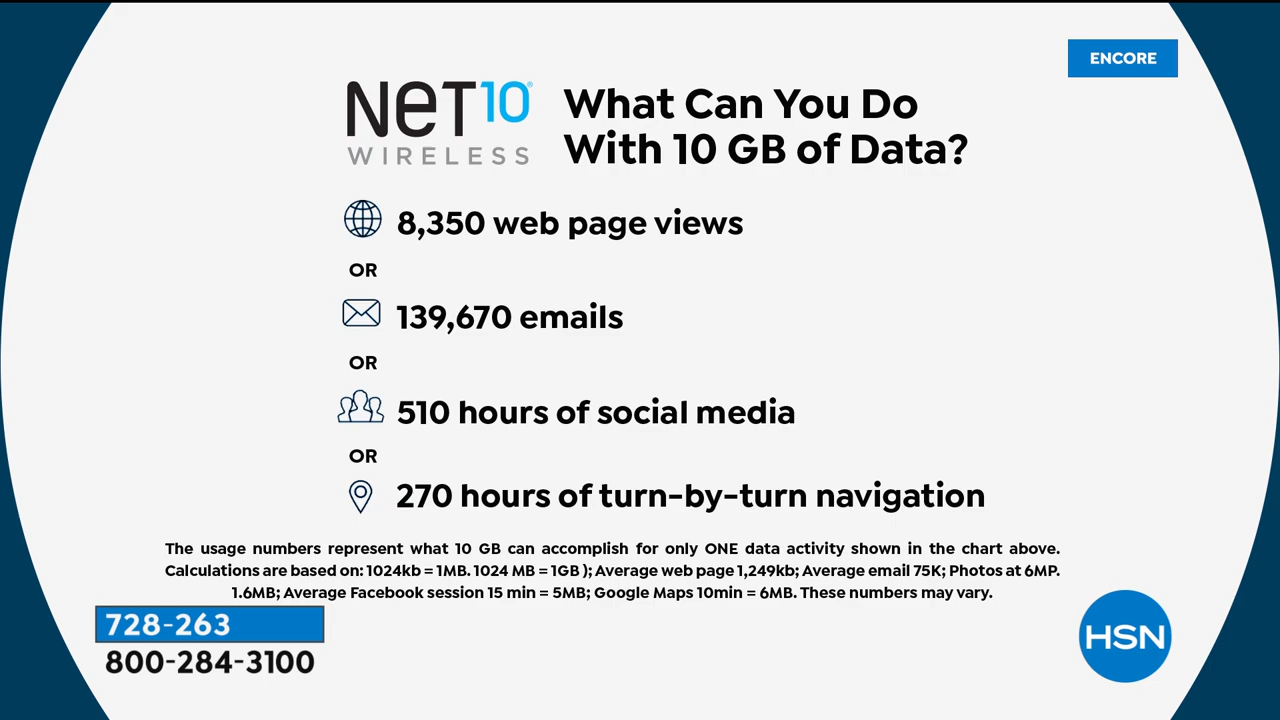 ENCORE
NET10
WIRELESS
What Can You Do
With 10 GB of Data?
8,350 web page views
OR
139,670 emails
OR
510 hours of social media
OR
270 hours of turn-by-turn navigation
The usage numbers represent what 10 GB can accomplish for only ONE data activity shown in the chart above.
Calculations are based on: 1024kb = 1MB. 1024 MB = 1GB ); Average web page 1,249kb; Average email 75K; Photos at 6MP.
1.6MB; Average Facebook session 15 min = 5MB; Google Maps 10min = 6MB. These numbers may vary.
728-263
800-284-3100
HSN